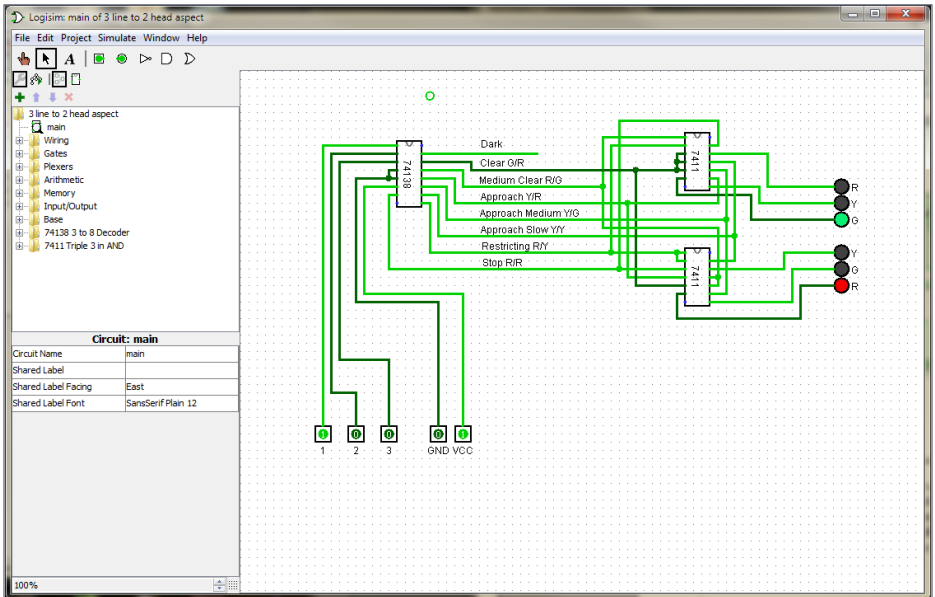 Logisim: main of 3 line to 2 head aspect
File Edit Project Simulate Window Help
A
3 line to 2 head aspect
main
Wiring
Gates
Plexers
Arithmetic
Memory
Input/Output
Base
74138 3 to 8 Decoder
7411 Triple 3 in AND
Circuit: main
Circuit Name main
Shared Label
Shared Label Facing East
Shared Label Font SansSerif Plain 12
100%
74138
Dark
Clear G/R
Medium Clear R/G
Approach Y/R
Approach Medium Y/G
Approach Slow Y/Y
Restricting R/Y
Stop R/R
7411
R
Y
G
7411
Y
G
R
1 0 0 0 1
1 2 3 GND VCC